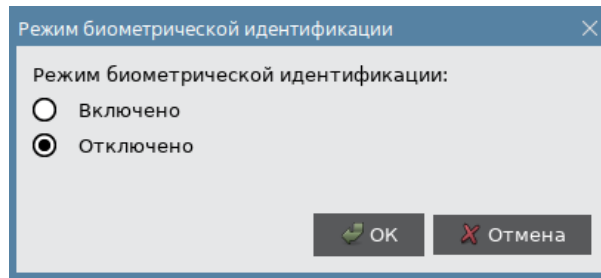 Режим биометрической идентификации
Режим биометрической идентификации:
Включено
Отключено
OK
Отмена